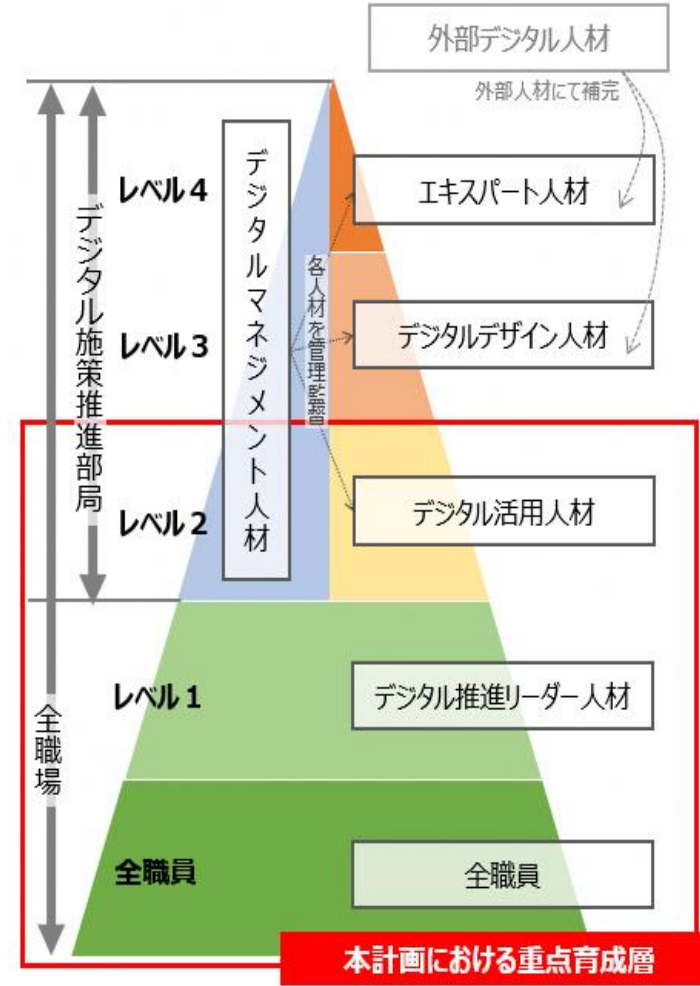 外部デジタル人材
外部人材にて補完
レベル４
エキスパート人材
デジタルマネジメント人材
各人材を管理監督
デジタル施策推進部局
レベル３
デジタルデザイン人材
レベル２
デジタル活用人材
レベル１
デジタル推進リーダー人材
全職場
全職員
全職員
本計画における重点育成層